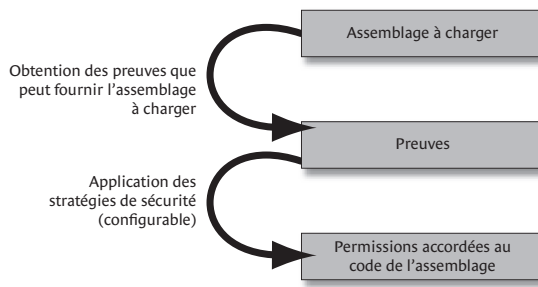 Assemblage à charger
Obtention des preuves que
peut fournir l'assemblage
à charger
Preuves
Application des
stratégies de sécurité
(configurable)
Permissions accordées au
code de l'assemblage